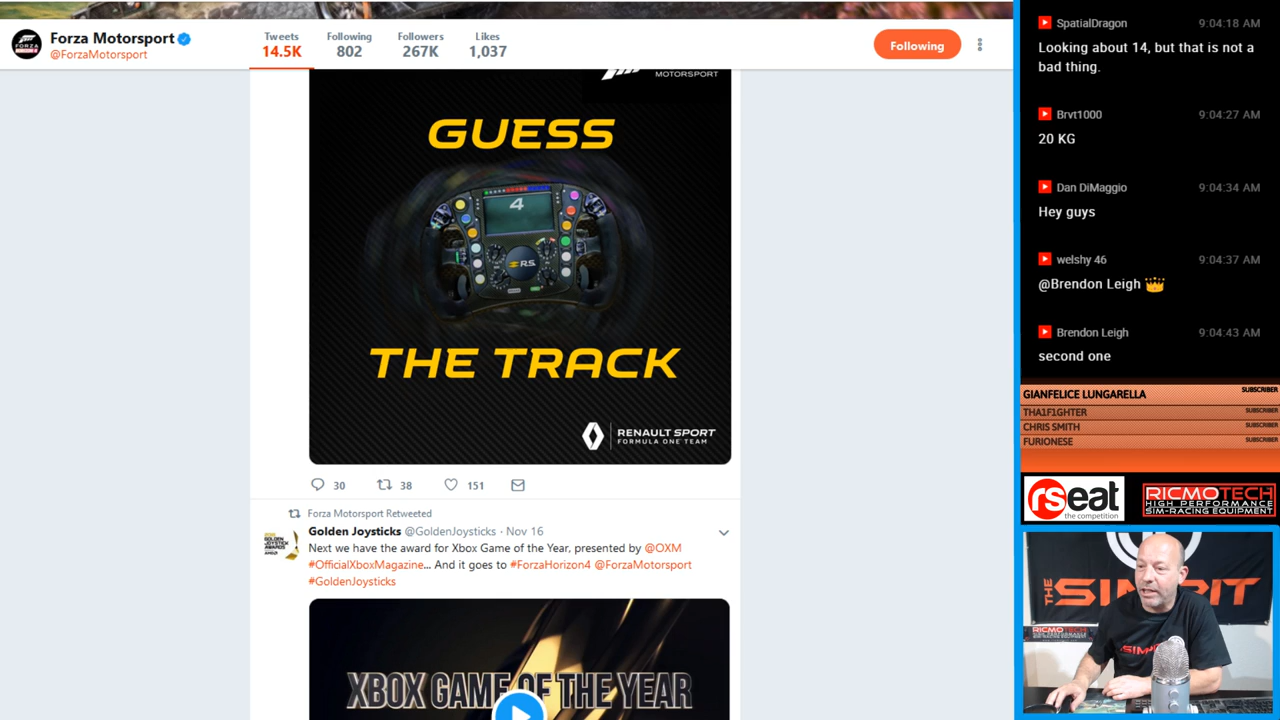 Forza Motorsport
@ForzaMotorsport
Tweets
14.5K
Following
802
Followers
267K
Likes
1,037
Following
MOTORSPORT
GUESS
4
R.S.
THE TRACK
RENAULT SPORT
FORMULA ONE TEAM
30
38
151
Forza Motorsport Retweeted
Golden Joysticks @GoldenJoysticks · Nov 16
Next we have the award for Xbox Game of the Year, presented by @OXM
#OfficialXboxMagazine... And it goes to #ForzaHorizon4 @ForzaMotorsport
#GoldenJoysticks
XBOX GAME OF THE YEAR
SpatialDragon 9:04:18 AM
Looking about 14, but that is not a
bad thing.
Brvt1000 9:04:27 AM
20 KG
Dan DiMaggio 9:04:34 AM
Hey guys
welshy 46 9:04:37 AM
@Brendon Leigh 👑
Brendon Leigh 9:04:43 AM
second one
GIANFELICE LUNGARELLA SUBSCRIBER
THA1F1GHTER SUBSCRIBER
CHRIS SMITH SUBSCRIBER
FURIONESE SUBSCRIBER
rseat
the competition
RICMOTECH
HIGH PERFORMANCE
SIM-RACING EQUIPMENT
THE SIMPIT
RICMOTECH